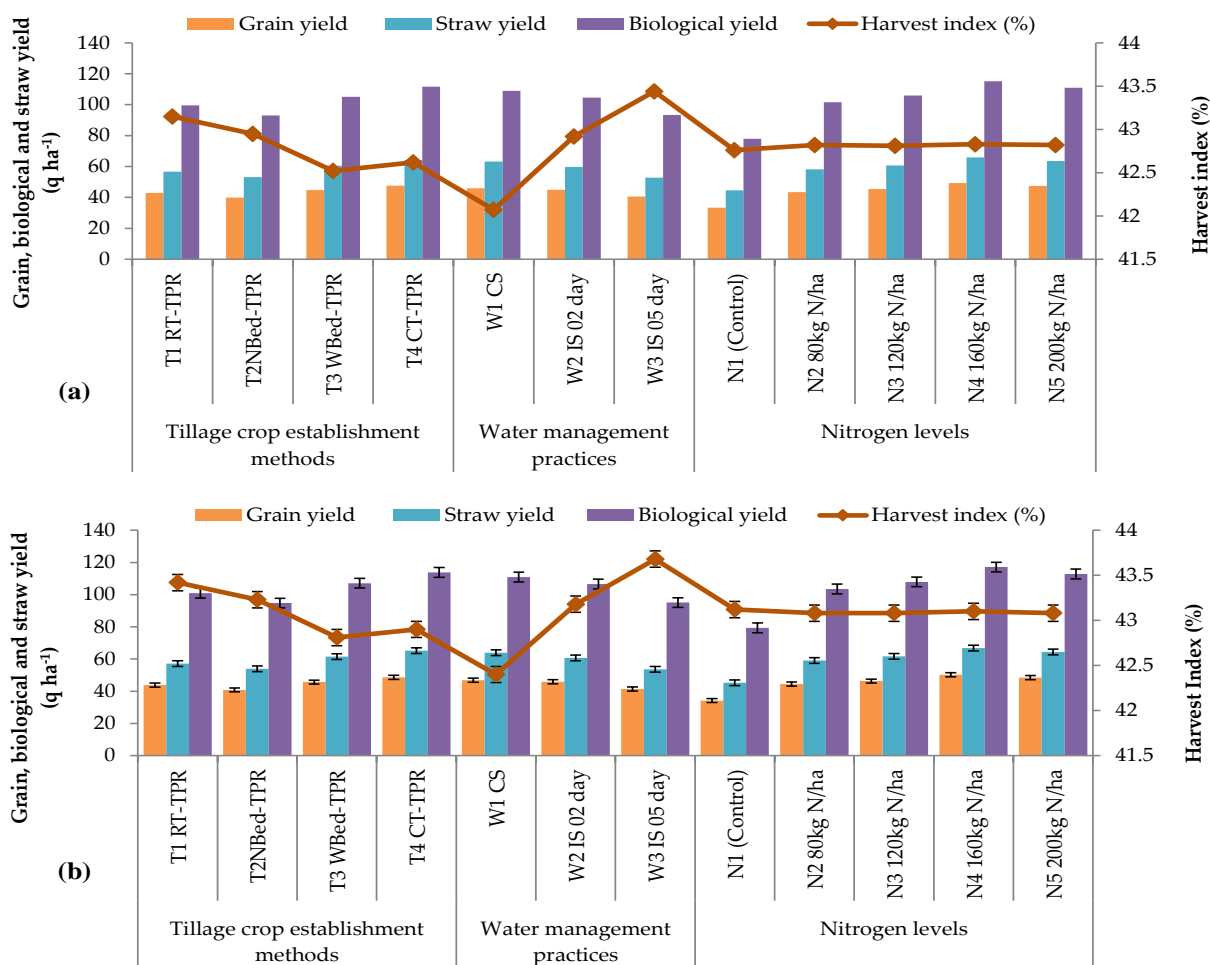 Grain yield Straw yield Biological yield Harvest index (%)
Grain, biological and straw yield
(q ha-1)
140
120
100
80
60
40
20
0
44
43.5
43
42.5
42
41.5
Harvest index (%)
T1 RT-TPR
T2NBed-TPR
T3 WBed-TPR
T4 CT-TPR
W1 CS
W2 IS 02 day
W3 IS 05 day
N1 (Control)
N2 80kg N/ha
N3 120kg N/ha
N4 160kg N/ha
N5 200kg N/ha
(a)
Tillage crop establishment
methods
Water management
practices
Nitrogen levels
Grain yield Straw yield Biological yield Harvest index (%)
Grain, biological and straw yield
(q ha-1)
140
120
100
80
60
40
20
0
44
43.5
43
42.5
42
41.5
Harvest Index (%)
T1 RT-TPR
T2NBed-TPR
T3 WBed-TPR
T4 CT-TPR
W1 CS
W2 IS 02 day
W3 IS 05 day
N1 (Control)
N2 80kg N/ha
N3 120kg N/ha
N4 160kg N/ha
N5 200kg N/ha
(b)
Tillage crop establishment
methods
Water management
practices
Nitrogen levels